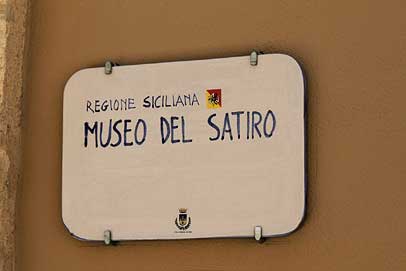 REGIONE SICILIANA
MUSEO DEL SATIRO